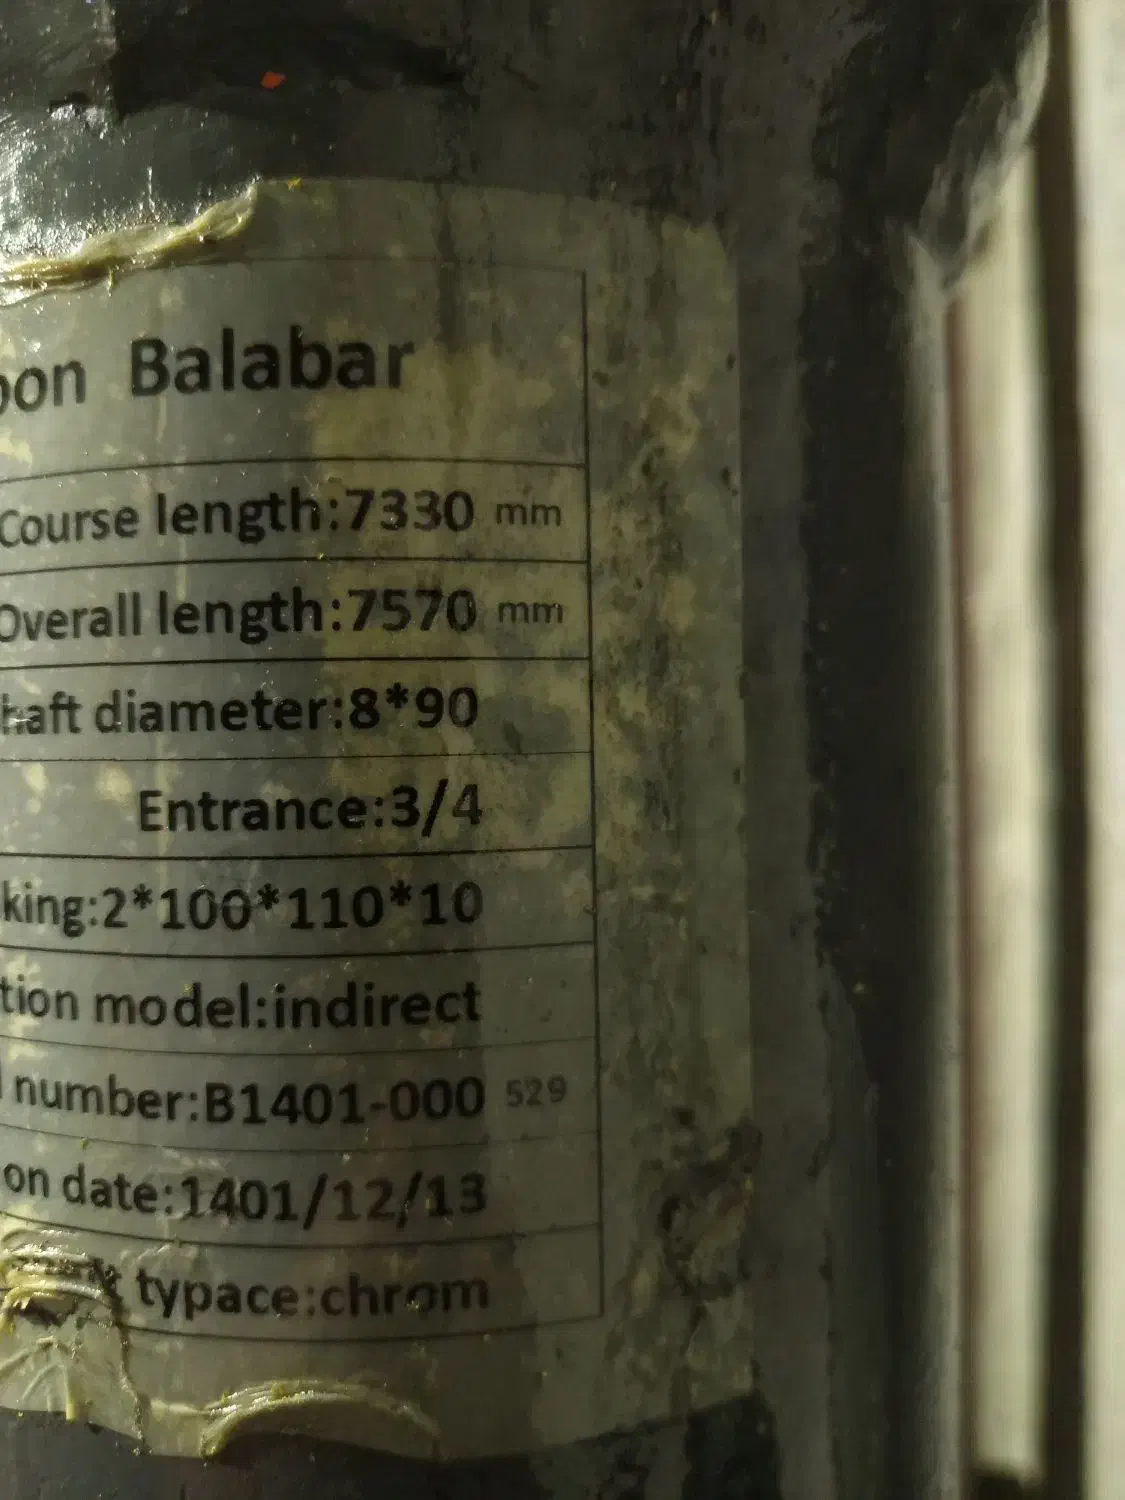 oon Balabar
Course length:7330 mm
Overall length:7570 mm
haft diameter:8*90
Entrance:3/4
king:2*100*110*10
tion model:indirect
number:B1401-000 529
on date:1401/12/13
typace:chrom